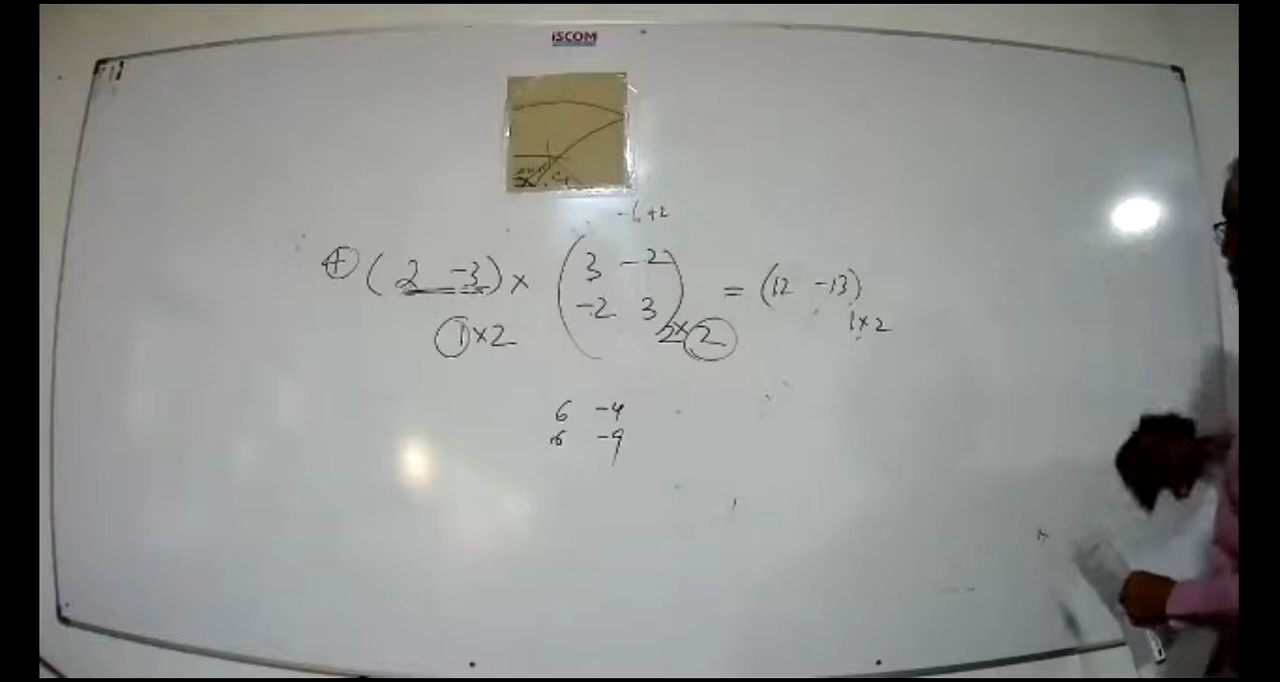 iSCOM
-6+2
④ (2 -3) × (3 -2
-2 3) = (12 -13)
1×2 2×2 1×2
6 -4
6 -9